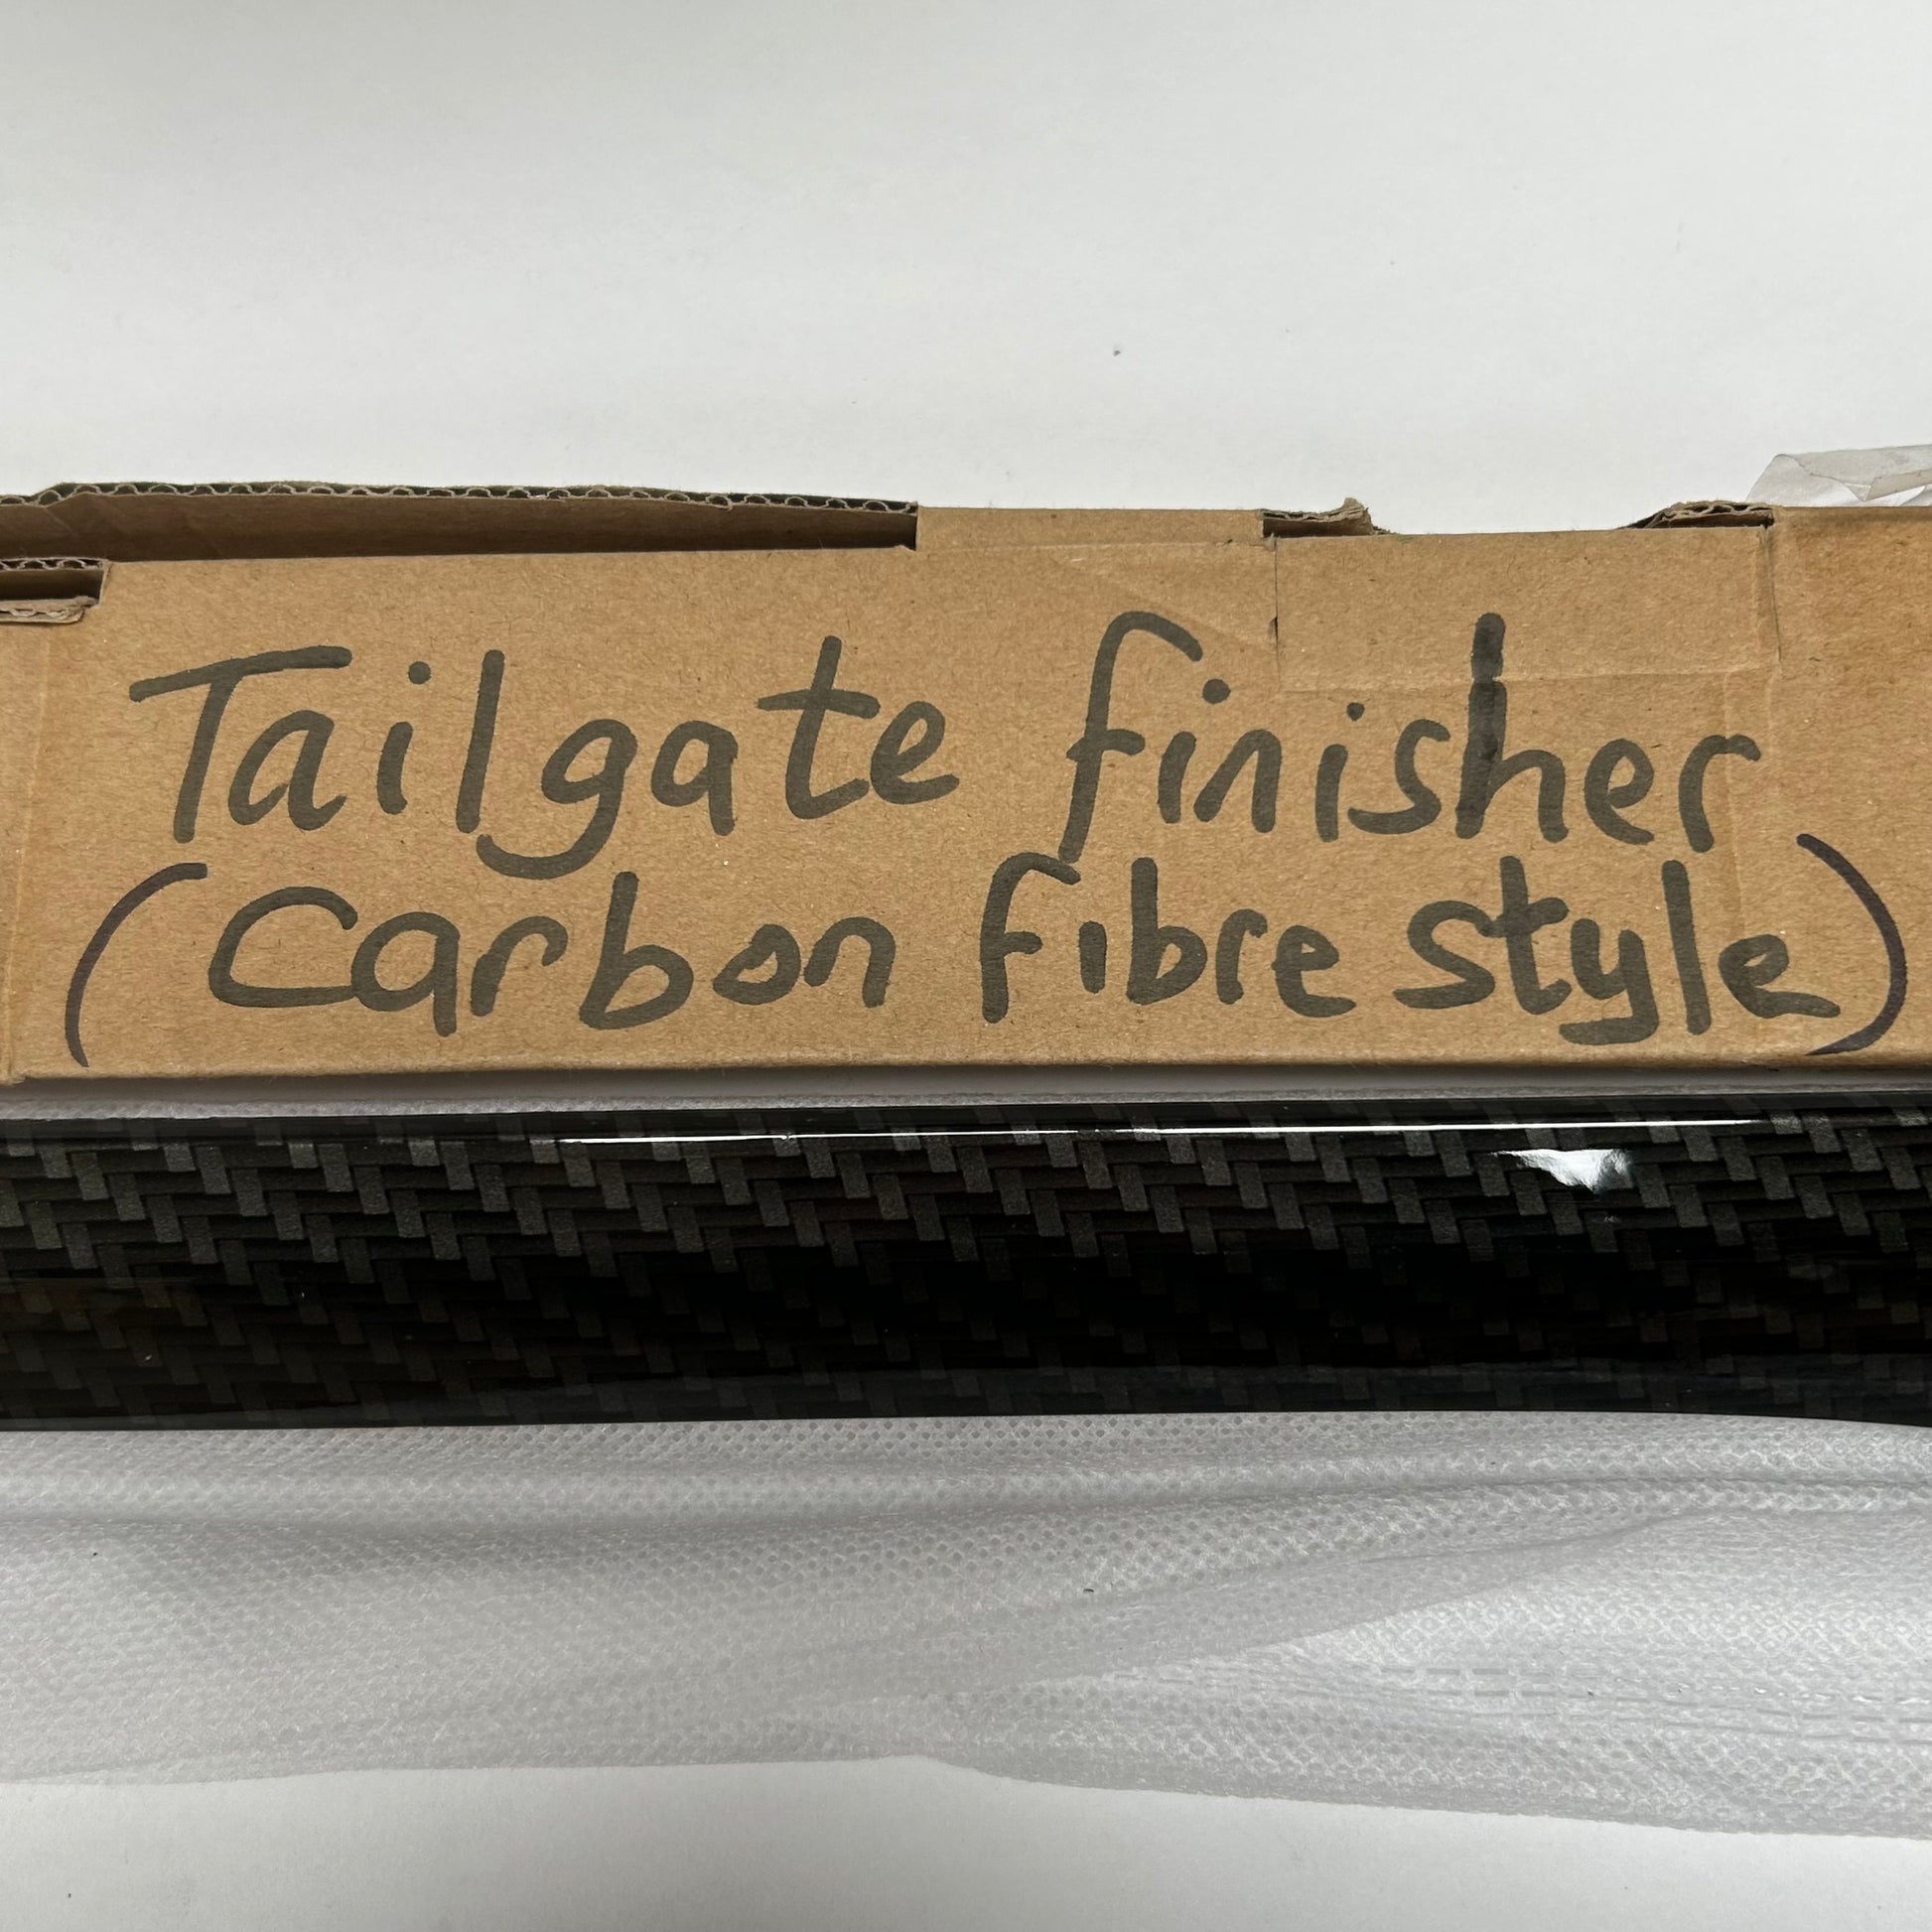 Tailgate finisher
(Carbon fibre style)